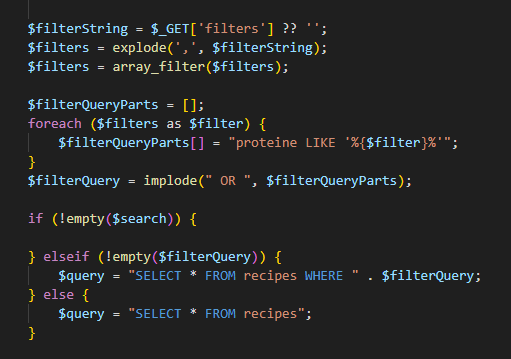 $filterString = $_GET['filters'] ?? '';
$filters = explode(',', $filterString);
$filters = array_filter($filters);
$filterQueryParts = [];
foreach ($filters as $filter) {
$filterQueryParts[] = "proteine LIKE '%{$filter}%'";
}
$filterQuery = implode(" OR ", $filterQueryParts);
if (!empty($search)) {
} elseif (!empty($filterQuery)) {
$query = "SELECT * FROM recipes WHERE " . $filterQuery;
} else {
$query = "SELECT * FROM recipes";
}